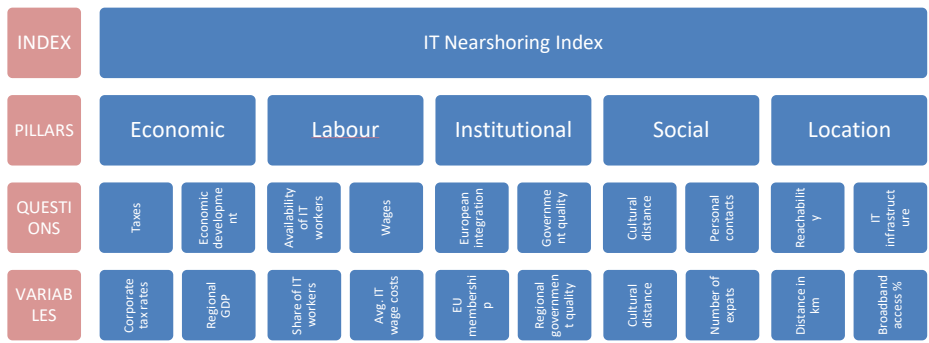 INDEX
IT Nearshoring Index
PILLARS
Economic
Labour
Institutional
Social
Location
QUESTI
ONS
Taxes
Economic
developme
nt
Availability
of IT
workers
Wages
European
integration
Governme
nt quality
Cultural
distance
Personal
contacts
Reachabilit
y
IT
infrastruct
ure
VARIAB
LES
Corporate
tax rates
Regional
GDP
Share of IT
workers
Avg. IT
wage costs
EU
membershi
p
Regional
governmen
t quality
Cultural
distance
Number of
expats
Distance in
km
Broadband
access %